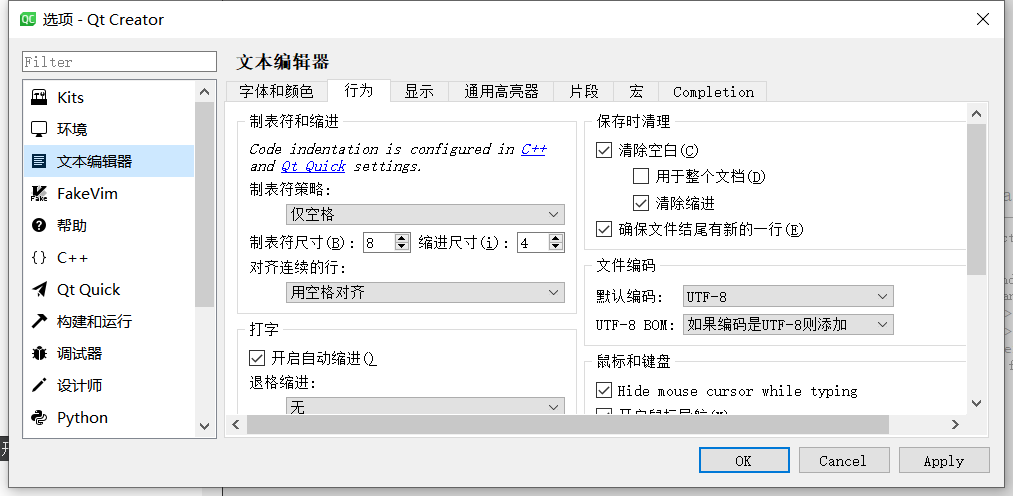 选项 - Qt Creator
Filter
Kits
环境
文本编辑器
FakeVim
帮助
C++
Qt Quick
构建和运行
调试器
设计师
Python
文本编辑器
字体和颜色 行为 显示 通用高亮器 片段 宏 Completion
制表符和缩进
Code indentation is configured in C++
and Qt Quick settings.
制表符策略:
仅空格
制表符尺寸(B): 8 缩进尺寸(i): 4
对齐连续的行:
用空格对齐
打字
开启自动缩进(
退格缩进:
无
保存时清理
清除空白(C)
用于整个文档(D)
清除缩进
确保文件结尾有新的一行(E)
文件编码
默认编码: UTF-8
UTF-8 BOM: 如果编码是UTF-8则添加
鼠标和键盘
Hide mouse cursor while typing
OK Cancel Apply